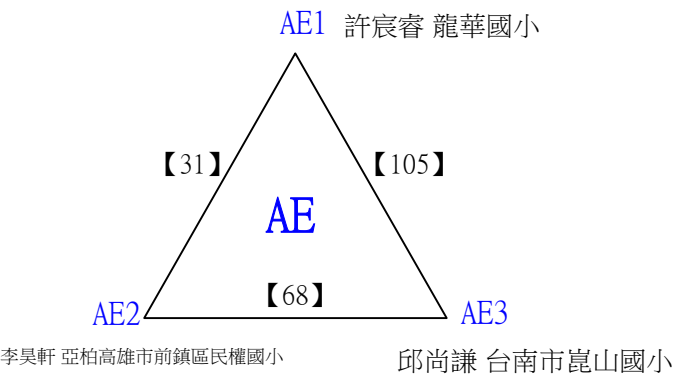 AE1 許宸睿 龍華國小
【31】 【105】
AE
【68】
AE2 AE3
李昊軒 亞柏高雄市前鎮區民權國小 邱尚謙 台南市崑山國小